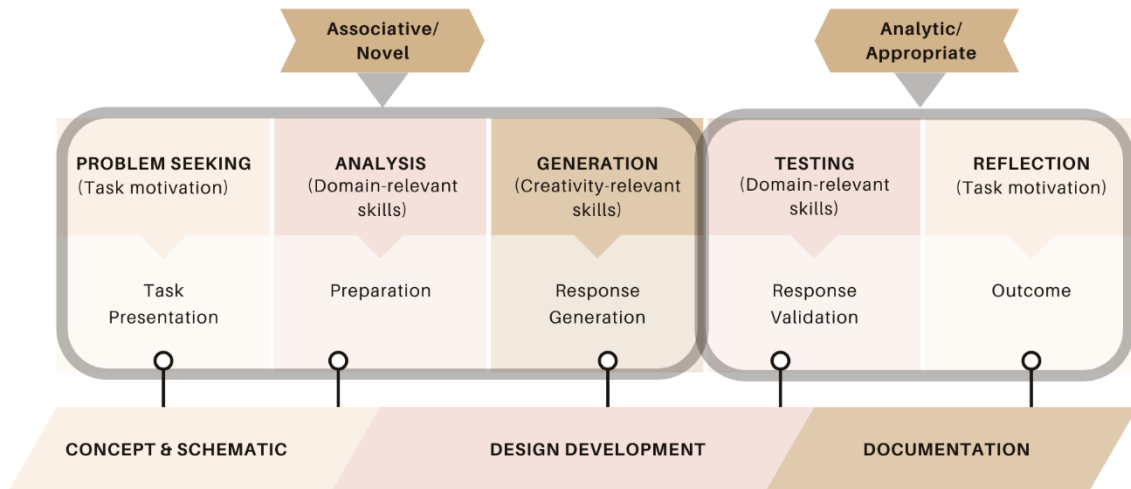 Associative/
Novel
Analytic/
Appropriate
PROBLEM SEEKING
(Task motivation)
ANALYSIS
(Domain-relevant
skills)
GENERATION
(Creativity-relevant
skills)
TESTING
(Domain-relevant
skills)
REFLECTION
(Task motivation)
Task
Presentation
Preparation
Response
Generation
Response
Validation
Outcome
CONCEPT & SCHEMATIC
DESIGN DEVELOPMENT
DOCUMENTATION